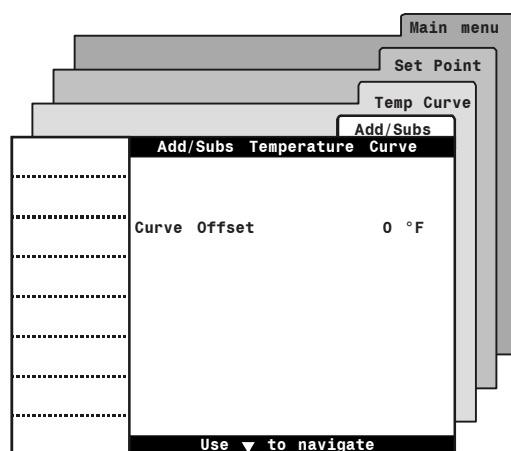 Main menu
Set Point
Temp Curve
Add/Subs
Add/Subs Temperature Curve
Curve Offset 0 °F
Use ▼ to navigate